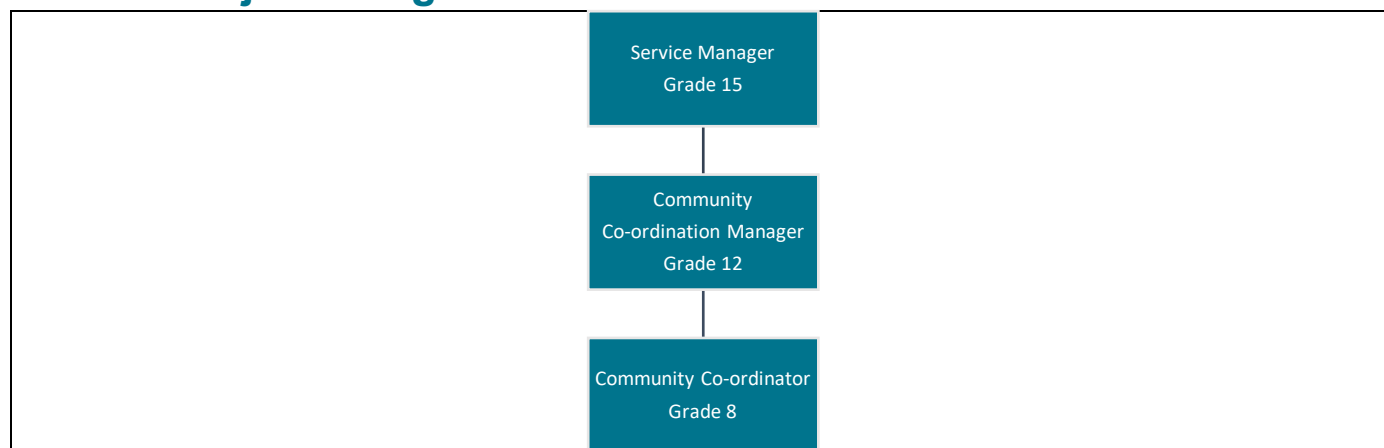 Service Manager
Grade 15
Community
Co-ordination Manager
Grade 12
Community Co-ordinator
Grade 8